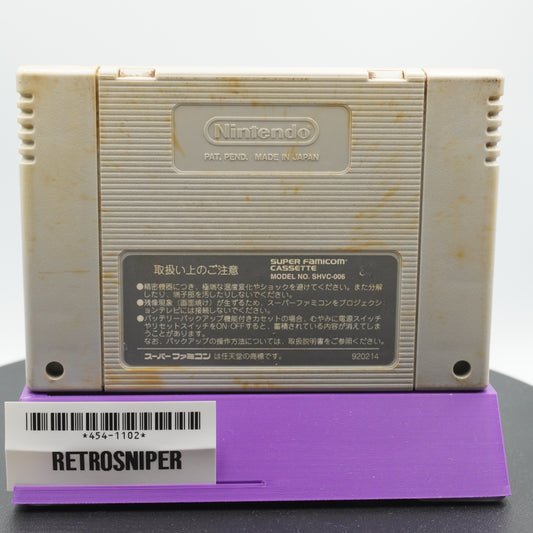 Nintendo
PAT. PEND. MADE IN JAPAN
取扱い上のご注意
SUPER FAMICOM
CASSETTE
MODEL NO. SHVC-006
●精密機器につき、極端な温度変化やショックを避けてください。また分解
したり、端子部を汚したりしないでください。
●残像現象（画面焼け）が生ずるため、スーパーファミコンをプロジェクショ
ンテレビには接続しないでください。
●バッテリーバックアップ機能付きカセットの場合、むやみに電源スイッチ
やリセットスイッチをON·OFFすると、蓄積されている内容が消えてしま
うことがあります。
なお、バックアップの操作方法については、取扱説明書をご参照ください。
スーパーファミコン は任天堂の商標です。
920214
*454-1102*
RETROSNIPER